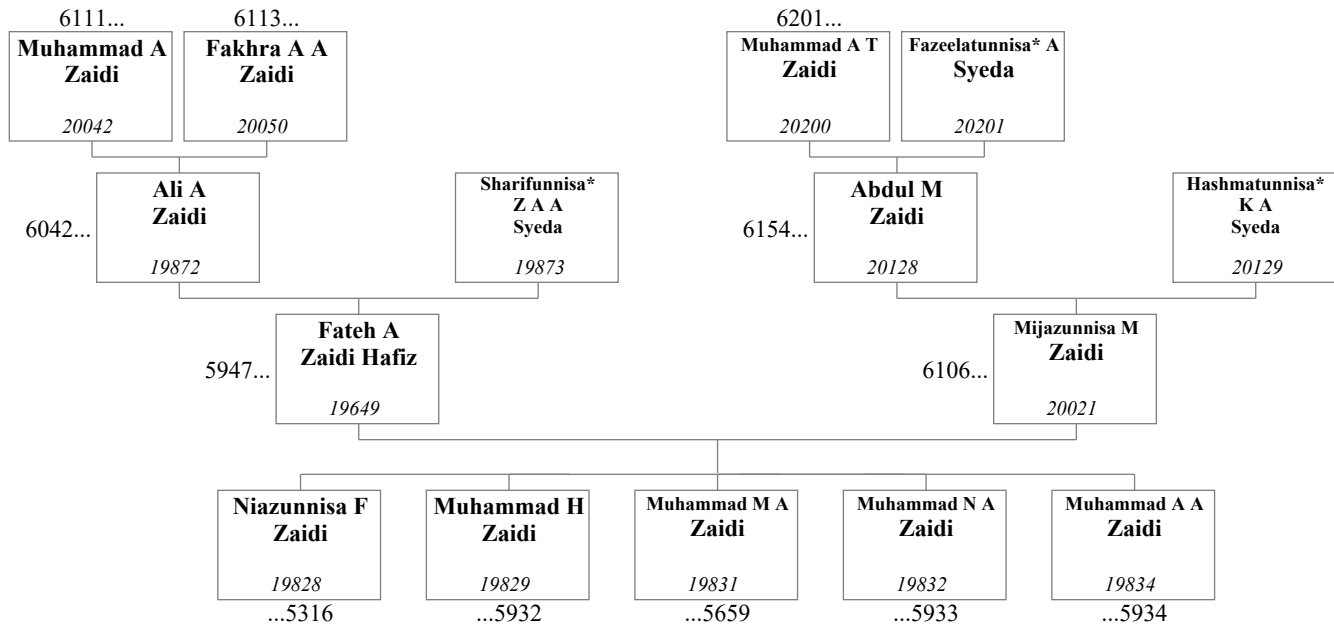 6111...
6113...
6201...
Muhammad A
Zaidi
20042
Fakhra A A
Zaidi
20050
Muhammad A T
Zaidi
20200
Fazeelatunnisa* A
Syeda
20201
6042...
Ali A
Zaidi
19872
Sharifunnisa*
Z A A
Syeda
19873
6154...
Abdul M
Zaidi
20128
Hashmatunnisa*
K A
Syeda
20129
5947...
Fateh A
Zaidi Hafiz
19649
6106...
Mijazunnisa M
Zaidi
20021
Niazunnisa F
Zaidi
19828
...5316
Muhammad H
Zaidi
19829
...5932
Muhammad M A
Zaidi
19831
...5659
Muhammad N A
Zaidi
19832
...5933
Muhammad A A
Zaidi
19834
...5934